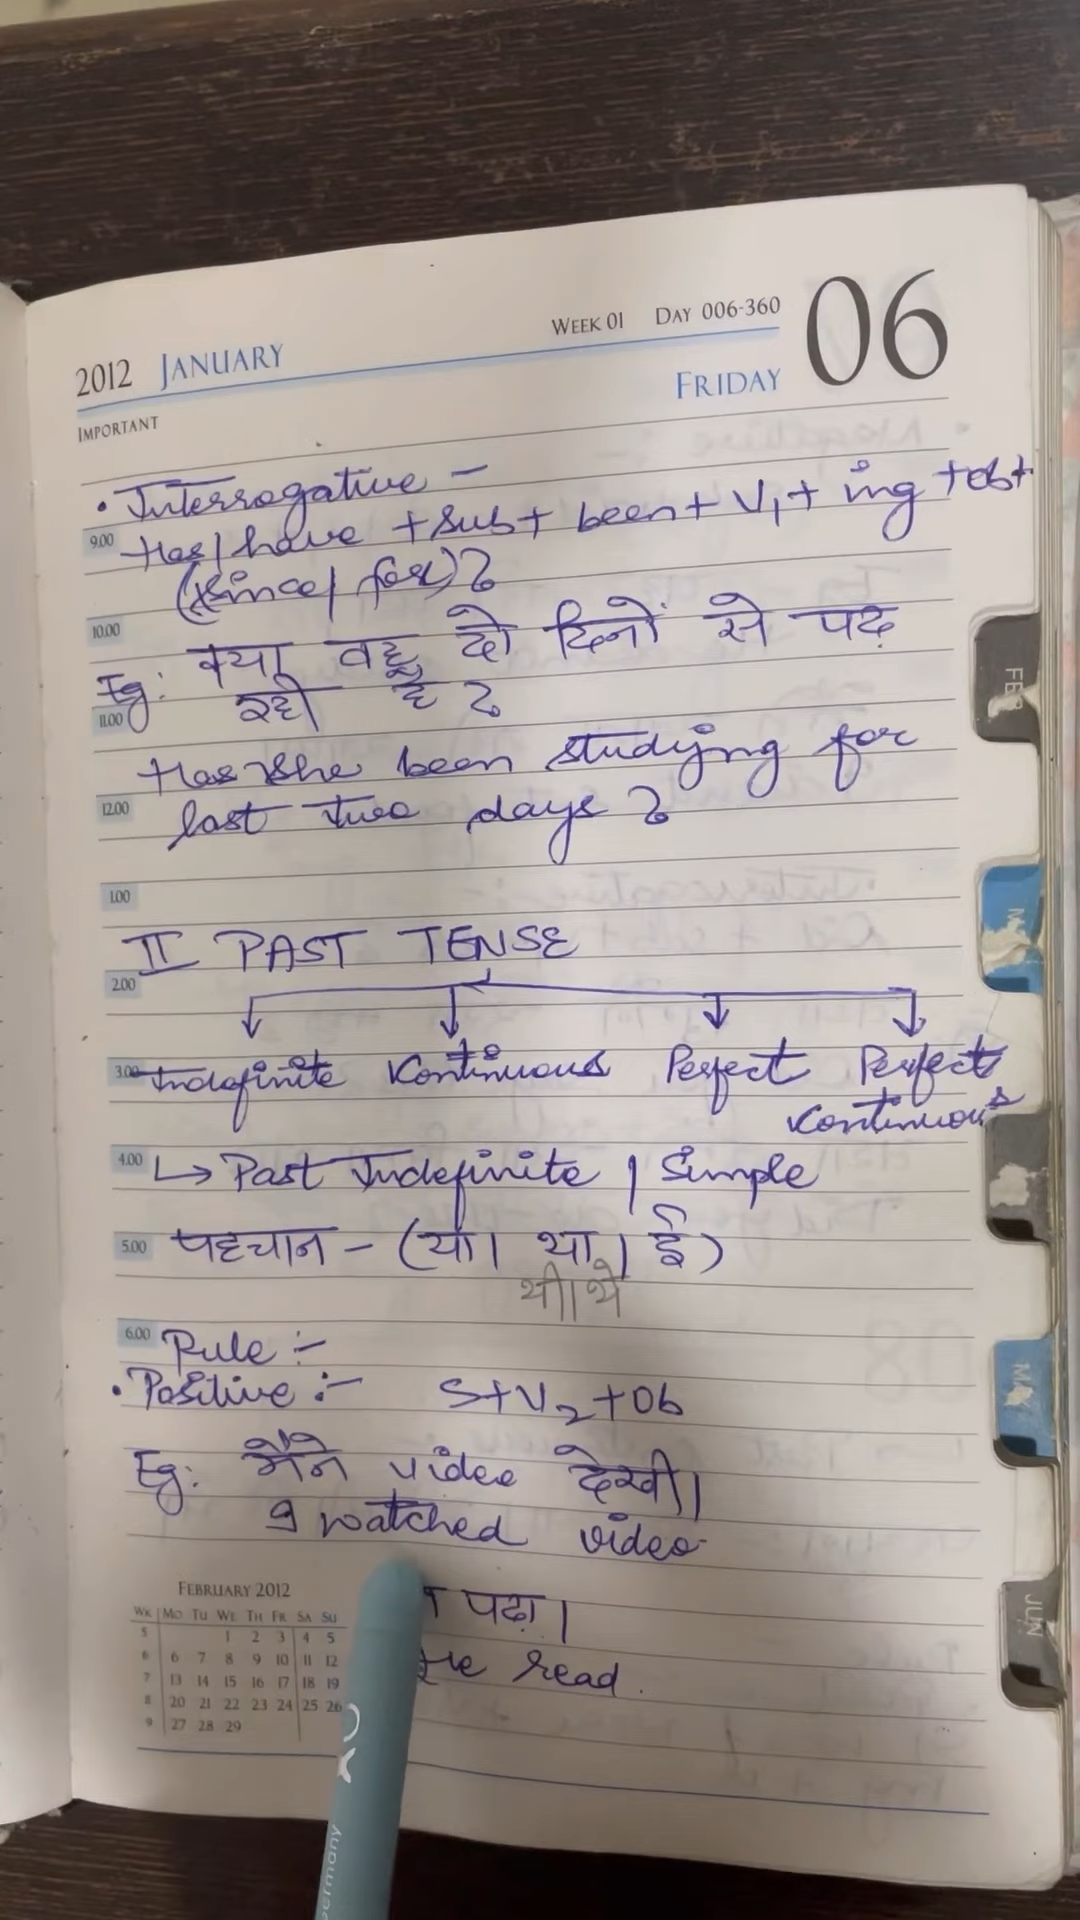 2012 JANUARY WEEK 01 DAY 006-360 06
FRIDAY
IMPORTANT
• Interrogative –
9.00 Has/have + sub + been + V1 + ing + ob +
(since/for)?
10.00
Eg: क्या वह दो दिनों से पढ़
11.00 रही है?
Has she been studying for
12.00 last two days?
1.00
II PAST TENSE
2.00
3.00 Indefinite Continuous Perfect Perfect
Continuous
4.00 ↳ Past Indefinite / Simple
5.00 पहचान – (या। था। ई)
थी।थे
6.00 Rule :-
• Positive :- S+V2+Ob
Eg: मैंने video देखी।
I watched video
FEBRUARY 2012
पढ़ा।
WK MO TU WE TH FR SA SU
5 1 2 3 4 5
6 6 7 8 9 10 11 12
read.
7 13 14 15 16 17 18 19
8 20 21 22 23 24 25 26
9 27 28 29
FEB
JUN